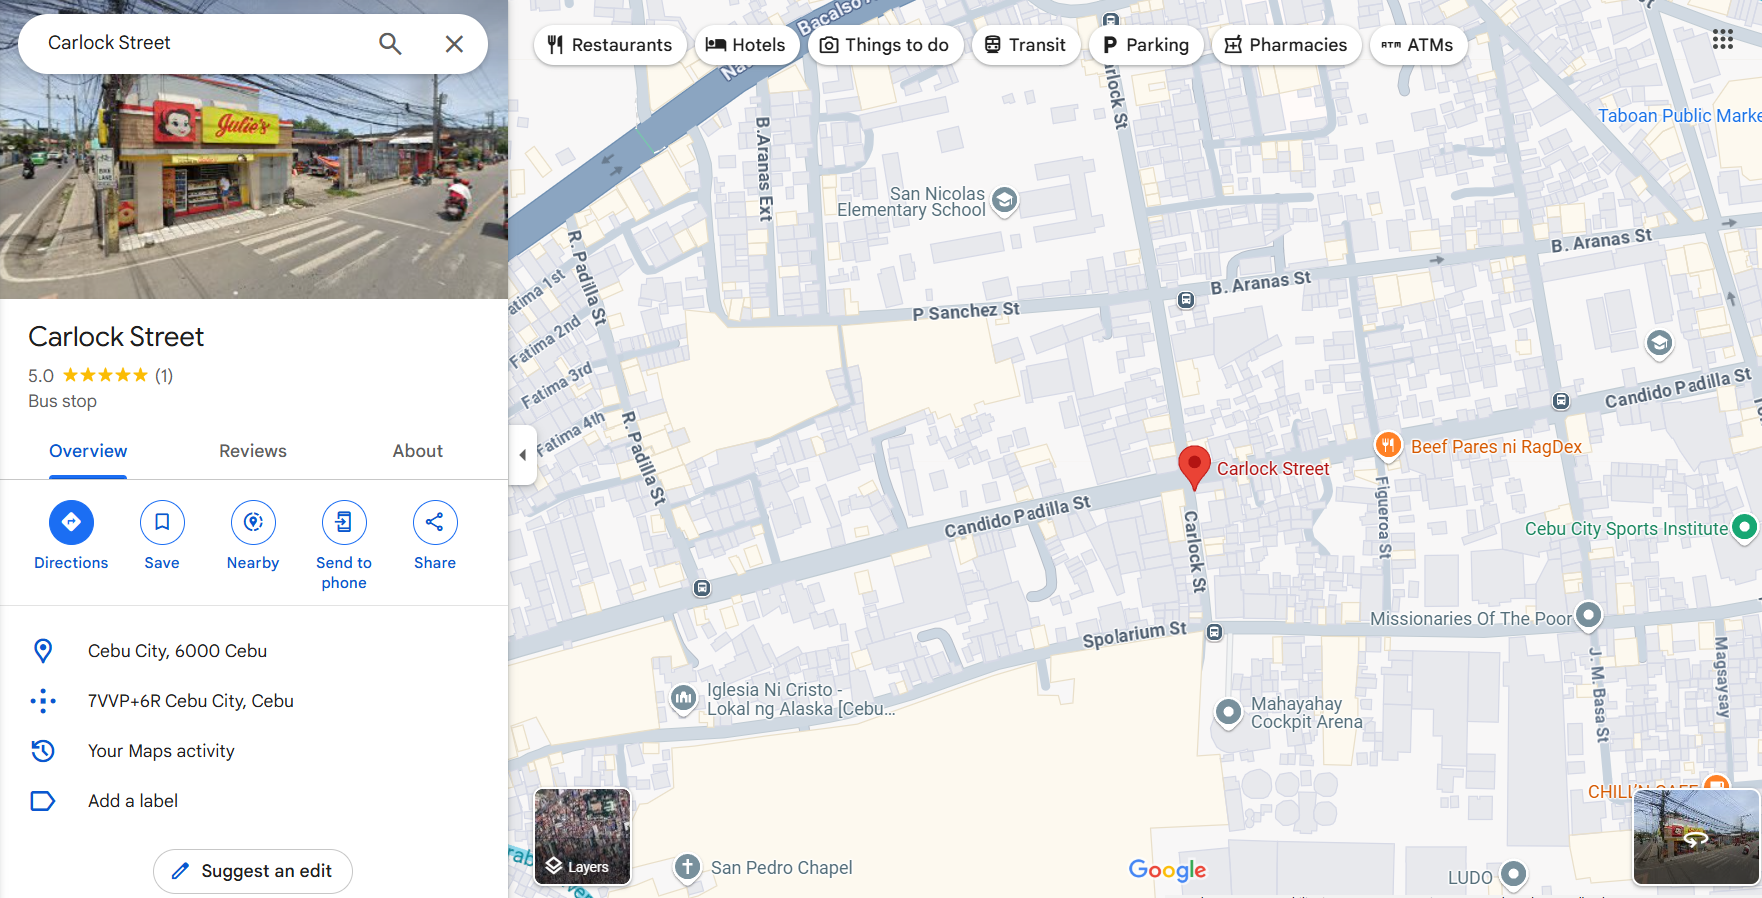 Carlock Street
Julie's
BIKE
LANE
Carlock Street
5.0
(1)
Bus stop
Overview
Reviews
About
Directions
Save
Nearby
Send to
phone
Share
Cebu City, 6000 Cebu
7VVP+6R Cebu City, Cebu
Your Maps activity
Add a label
Suggest an edit
Restaurants
Hotels
Things to do
Transit
Parking
Pharmacies
ATMs
Bacalso
B.Aranas Ext
San Nicolas
Elementary School
Taboan Public Marke
R. Padilla St
Fatima 2nd
Fatima 3rd
Fatima 4th
R. Padilla St
P Sanchez St
B. Aranas St
B. Aranas St
Candido Padilla St
Beef Pares ni RagDex
Carlock Street
Candido Padilla St
Carlock St
Figueroa St
Cebu City Sports Institute
Missionaries Of The Poor
Spolarium St
J. M. Basa St
Magsaysay
Iglesia Ni Cristo -
Lokal ng Alaska [Cebu...
Mahayahay
Cockpit Arena
San Pedro Chapel
LUDO
Layers
Google